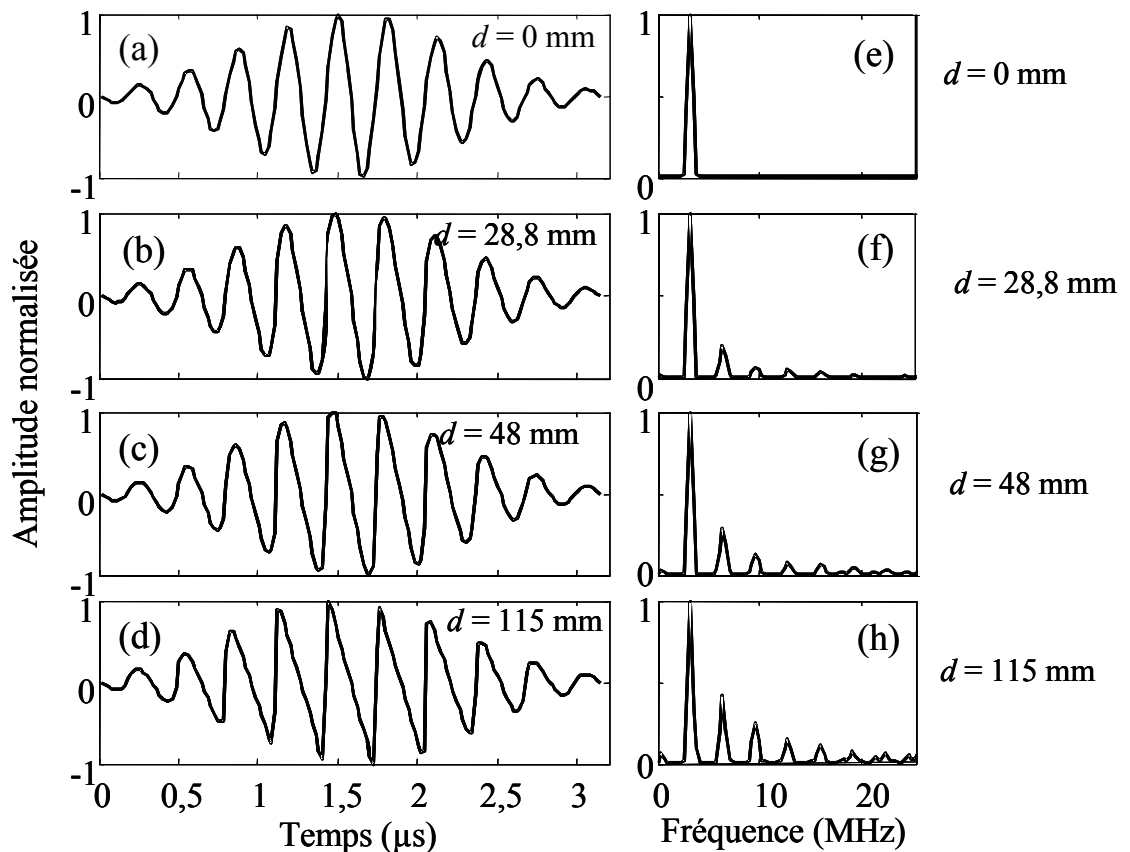 Amplitude normalisée
1
0
-1
(a)
d = 0 mm
1
0
(e)
d = 0 mm
1
0
-1
(b)
d = 28,8 mm
1
0
(f)
d = 28,8 mm
1
0
-1
(c)
d = 48 mm
1
0
(g)
d = 48 mm
1
0
-1
(d)
d = 115 mm
1
0
(h)
d = 115 mm
0 0,5 1 1,5 2 2,5 3
Temps (µs)
0 10 20
Fréquence (MHz)